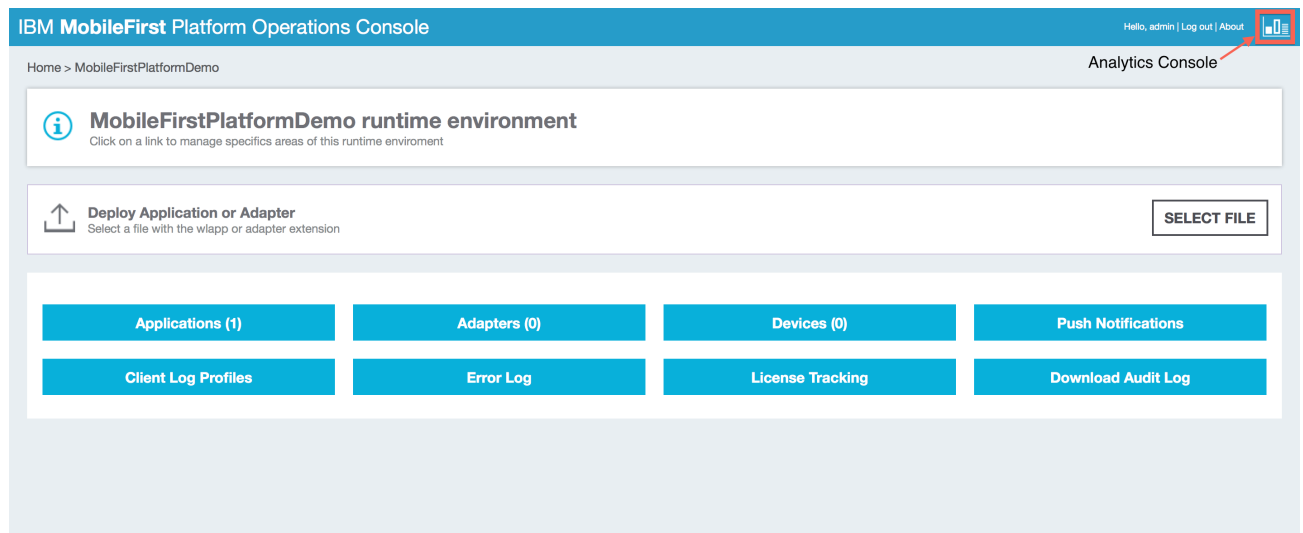 IBM MobileFirst Platform Operations Console
Hello, admin | Log out | About
Home > MobileFirstPlatformDemo
Analytics Console
MobileFirstPlatformDemo runtime environment
Click on a link to manage specifics areas of this runtime enviroment
Deploy Application or Adapter
Select a file with the wlapp or adapter extension
SELECT FILE
Applications (1)
Adapters (0)
Devices (0)
Push Notifications
Client Log Profiles
Error Log
License Tracking
Download Audit Log